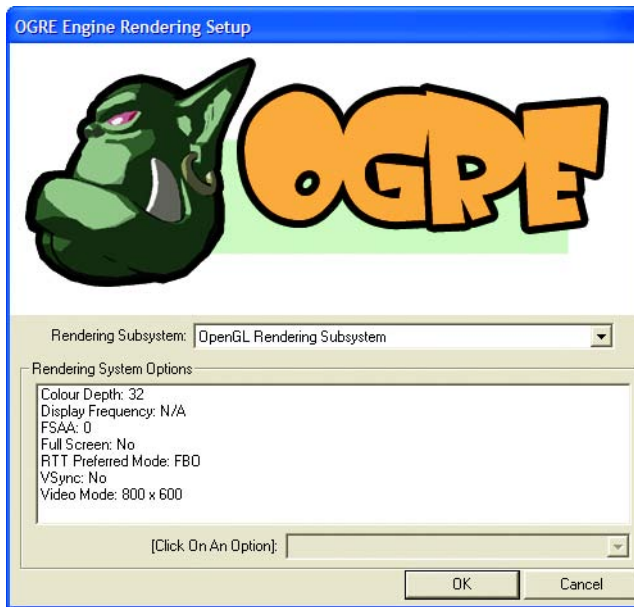 OGRE Engine Rendering Setup
OGRE
Rendering Subsystem: OpenGL Rendering Subsystem
Rendering System Options
Colour Depth: 32
Display Frequency: N/A
FSAA: 0
Full Screen: No
RTT Preferred Mode: FBO
VSync: No
Video Mode: 800 x 600
[Click On An Option]:
OK Cancel